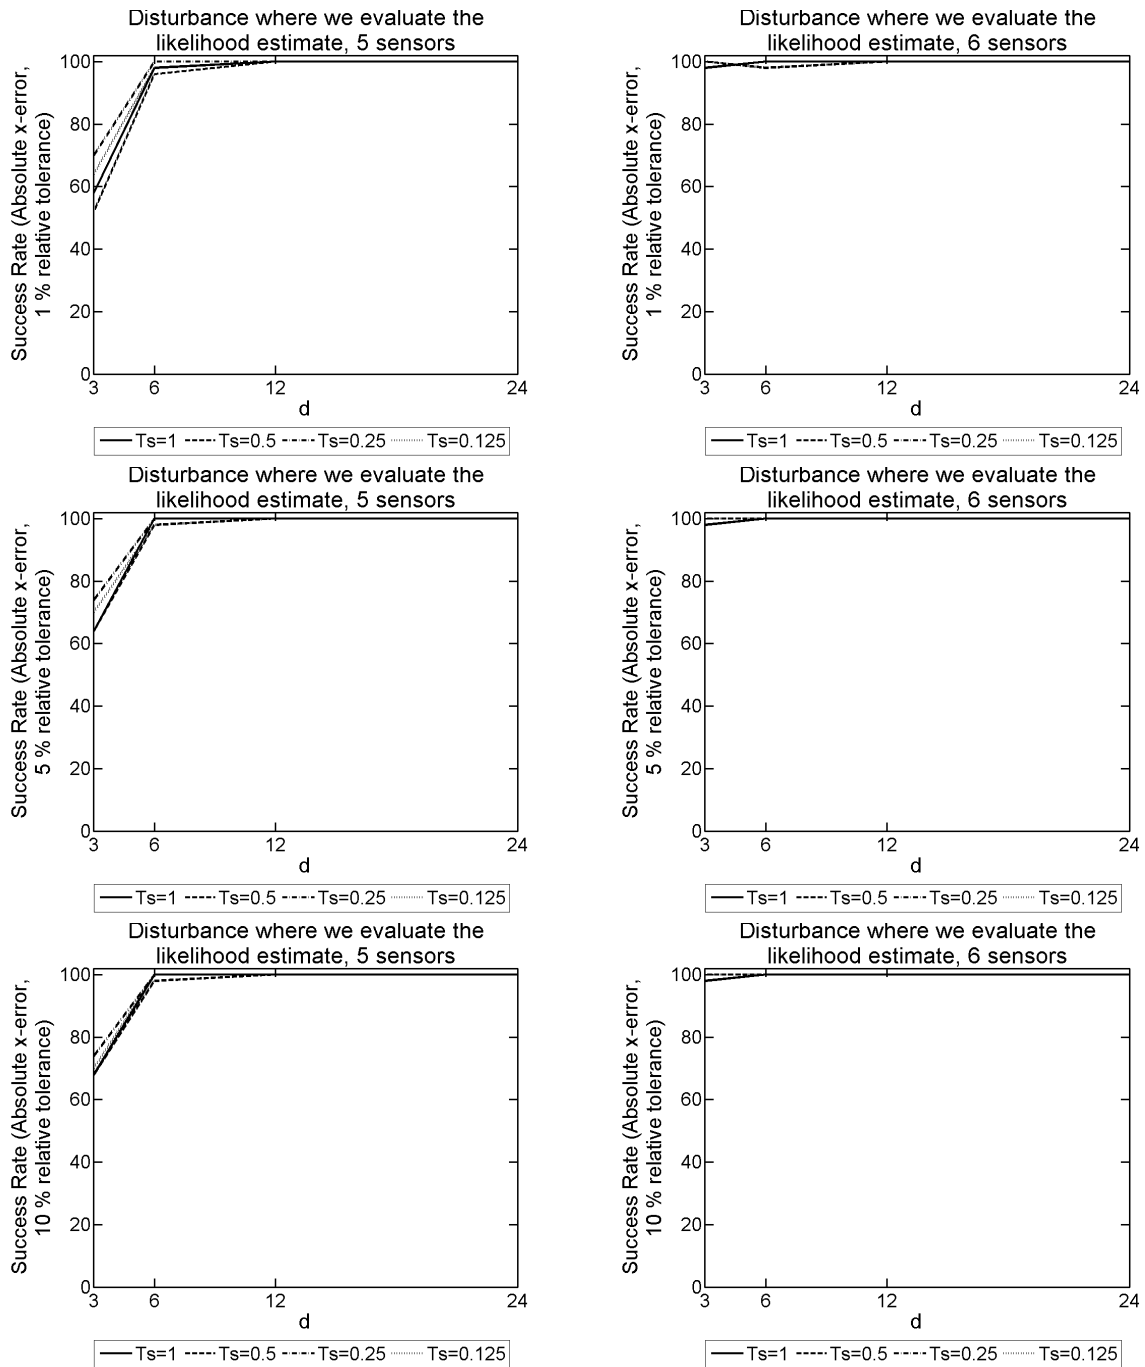 Disturbance where we evaluate the
likelihood estimate, 5 sensors
Success Rate (Absolute x-error,
1 % relative tolerance)
100
80
60
40
20
0
3 6 12 24
d
Ts=1 Ts=0.5 Ts=0.25 Ts=0.125
Disturbance where we evaluate the
likelihood estimate, 6 sensors
Success Rate (Absolute x-error,
1 % relative tolerance)
100
80
60
40
20
0
3 6 12 24
d
Ts=1 Ts=0.5 Ts=0.25 Ts=0.125
Disturbance where we evaluate the
likelihood estimate, 5 sensors
Success Rate (Absolute x-error,
5 % relative tolerance)
100
80
60
40
20
0
3 6 12 24
d
Ts=1 Ts=0.5 Ts=0.25 Ts=0.125
Disturbance where we evaluate the
likelihood estimate, 6 sensors
Success Rate (Absolute x-error,
5 % relative tolerance)
100
80
60
40
20
0
3 6 12 24
d
Ts=1 Ts=0.5 Ts=0.25 Ts=0.125
Disturbance where we evaluate the
likelihood estimate, 5 sensors
Success Rate (Absolute x-error,
10 % relative tolerance)
100
80
60
40
20
0
3 6 12 24
d
Ts=1 Ts=0.5 Ts=0.25 Ts=0.125
Disturbance where we evaluate the
likelihood estimate, 6 sensors
Success Rate (Absolute x-error,
10 % relative tolerance)
100
80
60
40
20
0
3 6 12 24
d
Ts=1 Ts=0.5 Ts=0.25 Ts=0.125